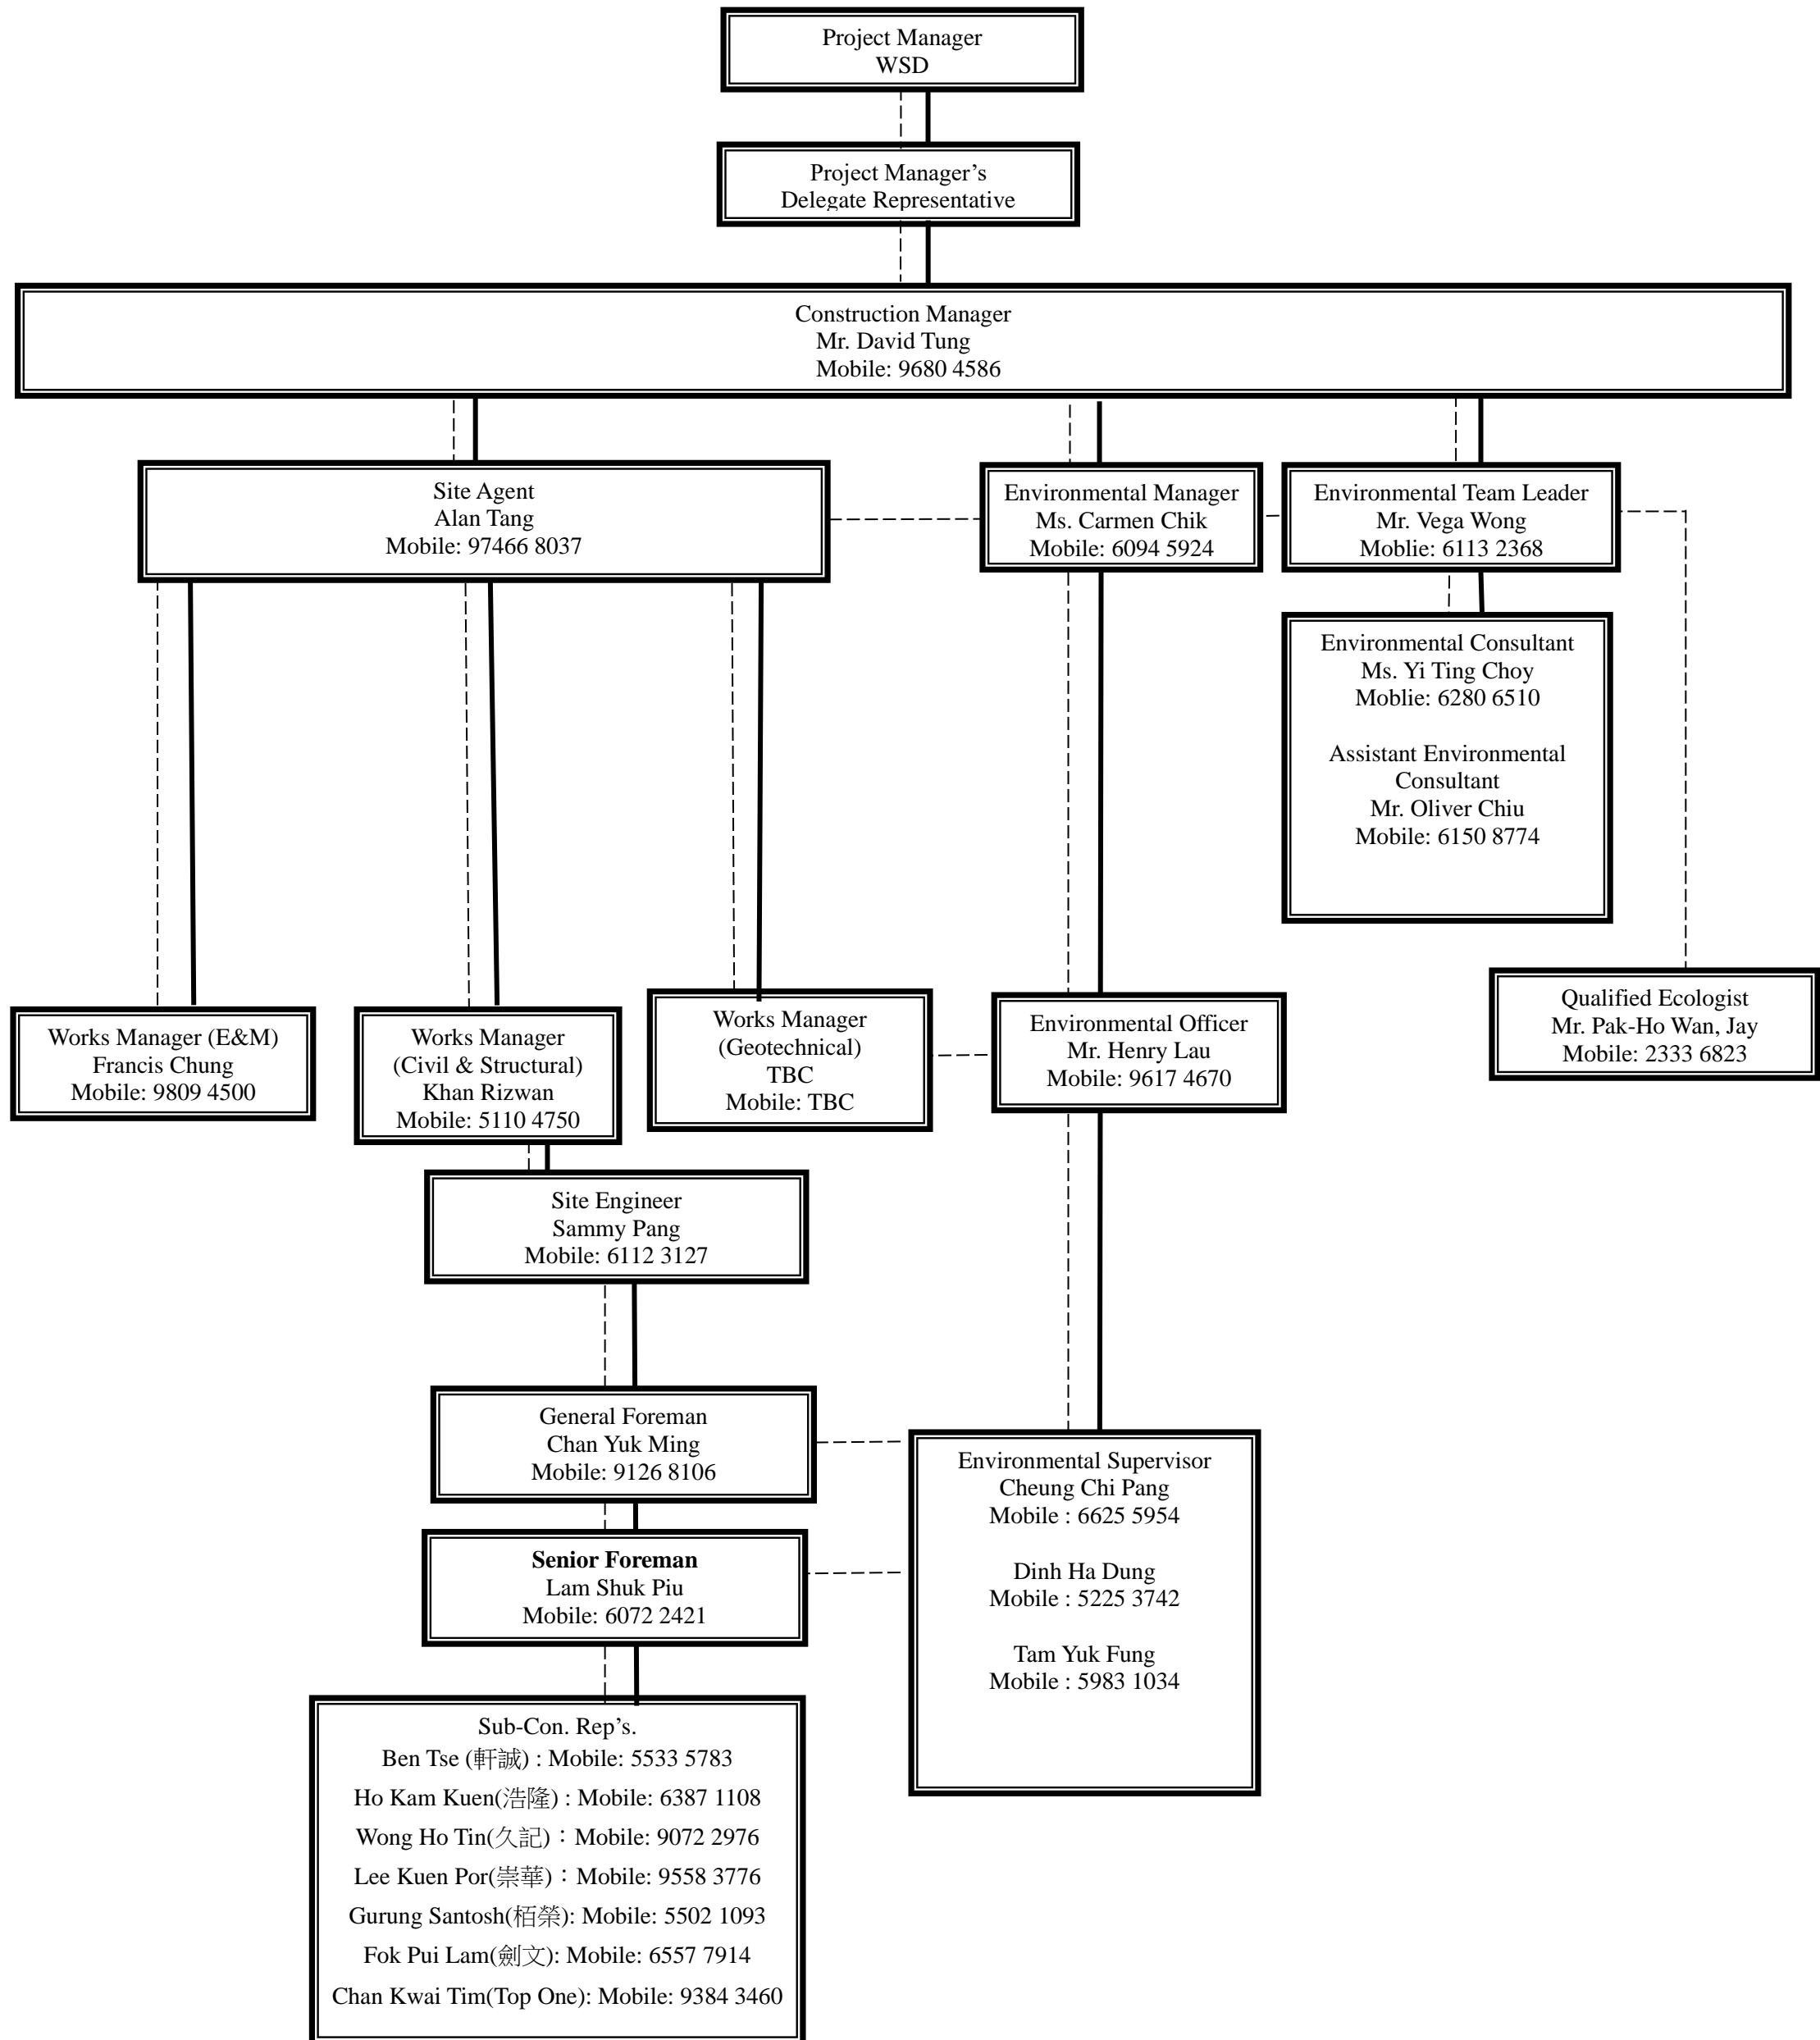 Project Manager
WSD
Project Manager’s
Delegate Representative
Construction Manager
Mr. David Tung
Mobile: 9680 4586
Site Agent
Alan Tang
Mobile: 97466 8037
Environmental Manager
Ms. Carmen Chik
Mobile: 6094 5924
Environmental Team Leader
Mr. Vega Wong
Moblie: 6113 2368
Environmental Consultant
Ms. Yi Ting Choy
Moblie: 6280 6510
Assistant Environmental
Consultant
Mr. Oliver Chiu
Mobile: 6150 8774
Works Manager (E&M)
Francis Chung
Mobile: 9809 4500
Works Manager
(Civil & Structural)
Khan Rizwan
Mobile: 5110 4750
Works Manager
(Geotechnical)
TBC
Mobile: TBC
Environmental Officer
Mr. Henry Lau
Mobile: 9617 4670
Qualified Ecologist
Mr. Pak-Ho Wan, Jay
Mobile: 2333 6823
Site Engineer
Sammy Pang
Mobile: 6112 3127
General Foreman
Chan Yuk Ming
Mobile: 9126 8106
Senior Foreman
Lam Shuk Piu
Mobile: 6072 2421
Environmental Supervisor
Cheung Chi Pang
Mobile : 6625 5954
Dinh Ha Dung
Mobile : 5225 3742
Tam Yuk Fung
Mobile : 5983 1034
Sub-Con. Rep’s.
Ben Tse (軒誠) : Mobile: 5533 5783
Ho Kam Kuen(浩隆) : Mobile: 6387 1108
Wong Ho Tin(久記)：Mobile: 9072 2976
Lee Kuen Por(崇華)：Mobile: 9558 3776
Gurung Santosh(栢榮): Mobile: 5502 1093
Fok Pui Lam(劍文): Mobile: 6557 7914
Chan Kwai Tim(Top One): Mobile: 9384 3460